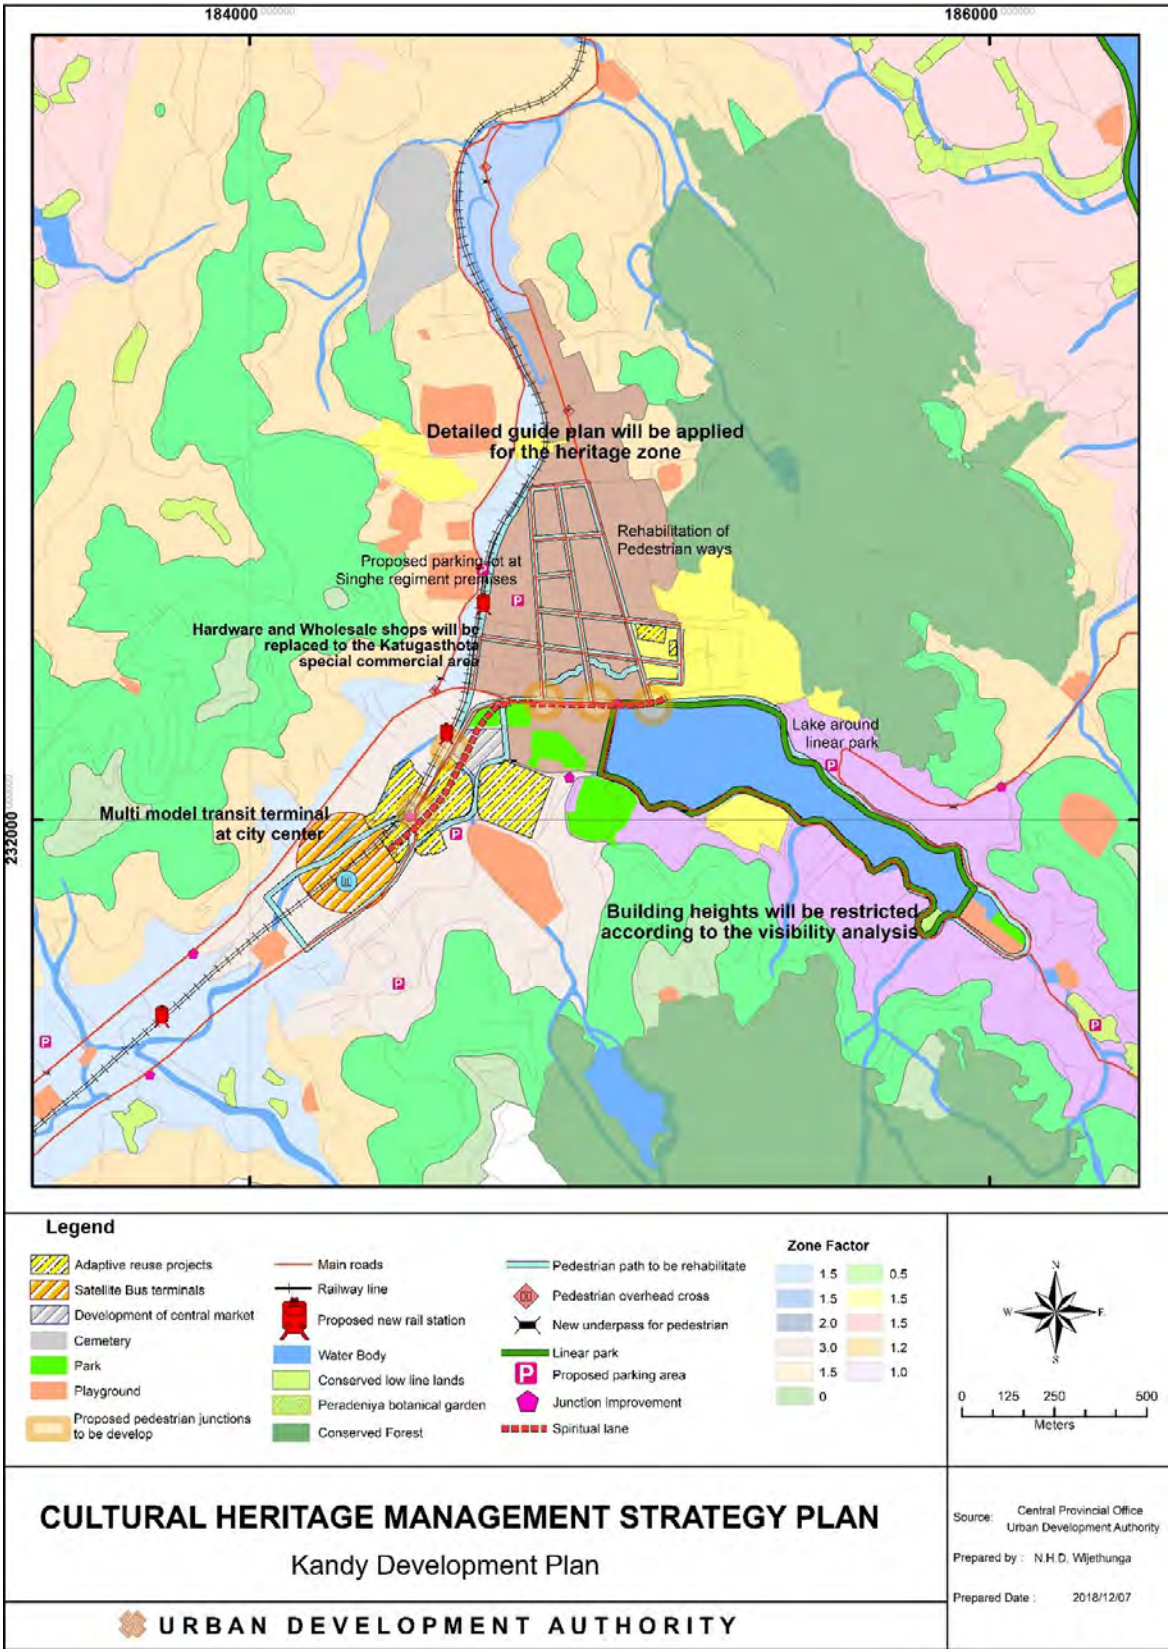 184000
186000
232000
Detailed guide plan will be applied
for the heritage zone
Rehabilitation of
Pedestrian ways
Proposed parking lot at
Singhe regiment premises
Hardware and Wholesale shops will be
replaced to the Katugasthota
special commercial area
Lake around
linear park
Multi model transit terminal
at city center
Building heights will be restricted
according to the visibility analysis
P
P
P
P
P
P
P
Legend
Adaptive reuse projects
Satellite Bus terminals
Development of central market
Cemetery
Park
Playground
Proposed pedestrian junctions
to be develop
Main roads
Railway line
Proposed new rail station
Water Body
Conserved low line lands
Peradeniya botanical garden
Conserved Forest
Pedestrian path to be rehabilitate
Pedestrian overhead cross
New underpass for pedestrian
Linear park
P Proposed parking area
Junction Improvement
Spiritual lane
Zone Factor
1.5 0.5
1.5 1.5
2.0 1.5
3.0 1.2
1.5 1.0
0
N
W E
S
0 125 250 500
Meters
CULTURAL HERITAGE MANAGEMENT STRATEGY PLAN
Kandy Development Plan
URBAN DEVELOPMENT AUTHORITY
Source: Central Provincial Office
Urban Development Authority
Prepared by : N.H.D. Wijethunga
Prepared Date : 2018/12/07